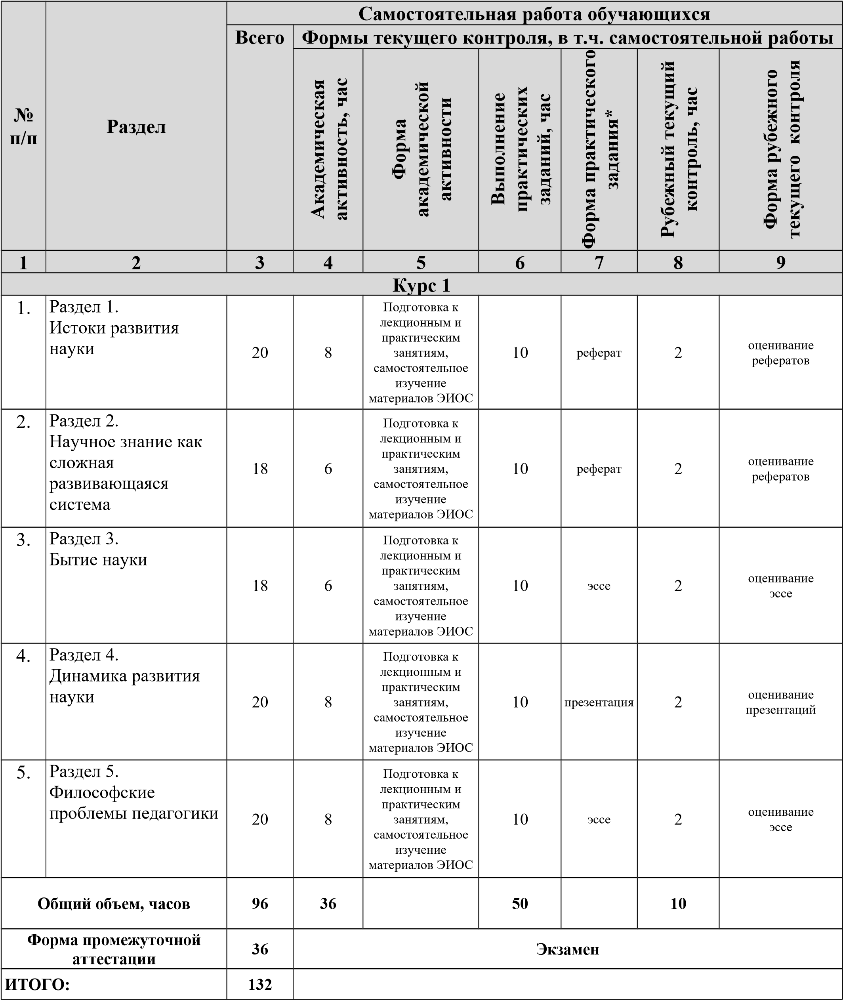 №
п/п
Раздел
Самостоятельная работа обучающихся
Всего
Формы текущего контроля, в т.ч. самостоятельной работы
Академическая
активность, час
Форма
академической
активности
Выполнение
практических
заданий, час
Форма практического
задания*
Рубежный текущий
контроль, час
Форма рубежного
текущего контроля
1 2 3 4 5 6 7 8 9
Курс 1
1.
Раздел 1.
Истоки развития
науки
20
8
Подготовка к
лекционным и
практическим
занятиям,
самостоятельное
изучение
материалов ЭИОС
10
реферат
2
оценивание
рефератов
2.
Раздел 2.
Научное знание как
сложная
развивающаяся
система
18
6
Подготовка к
лекционным и
практическим
занятиям,
самостоятельное
изучение
материалов ЭИОС
10
реферат
2
оценивание
рефератов
3.
Раздел 3.
Бытие науки
18
6
Подготовка к
лекционным и
практическим
занятиям,
самостоятельное
изучение
материалов ЭИОС
10
эссе
2
оценивание
эссе
4.
Раздел 4.
Динамика развития
науки
20
8
Подготовка к
лекционным и
практическим
занятиям,
самостоятельное
изучение
материалов ЭИОС
10
презентация
2
оценивание
презентаций
5.
Раздел 5.
Философские
проблемы педагогики
20
8
Подготовка к
лекционным и
практическим
занятиям,
самостоятельное
изучение
материалов ЭИОС
10
эссе
2
оценивание
эссе
Общий объем, часов
96
36
50
10
Форма промежуточной
аттестации
36
Экзамен
ИТОГО:
132